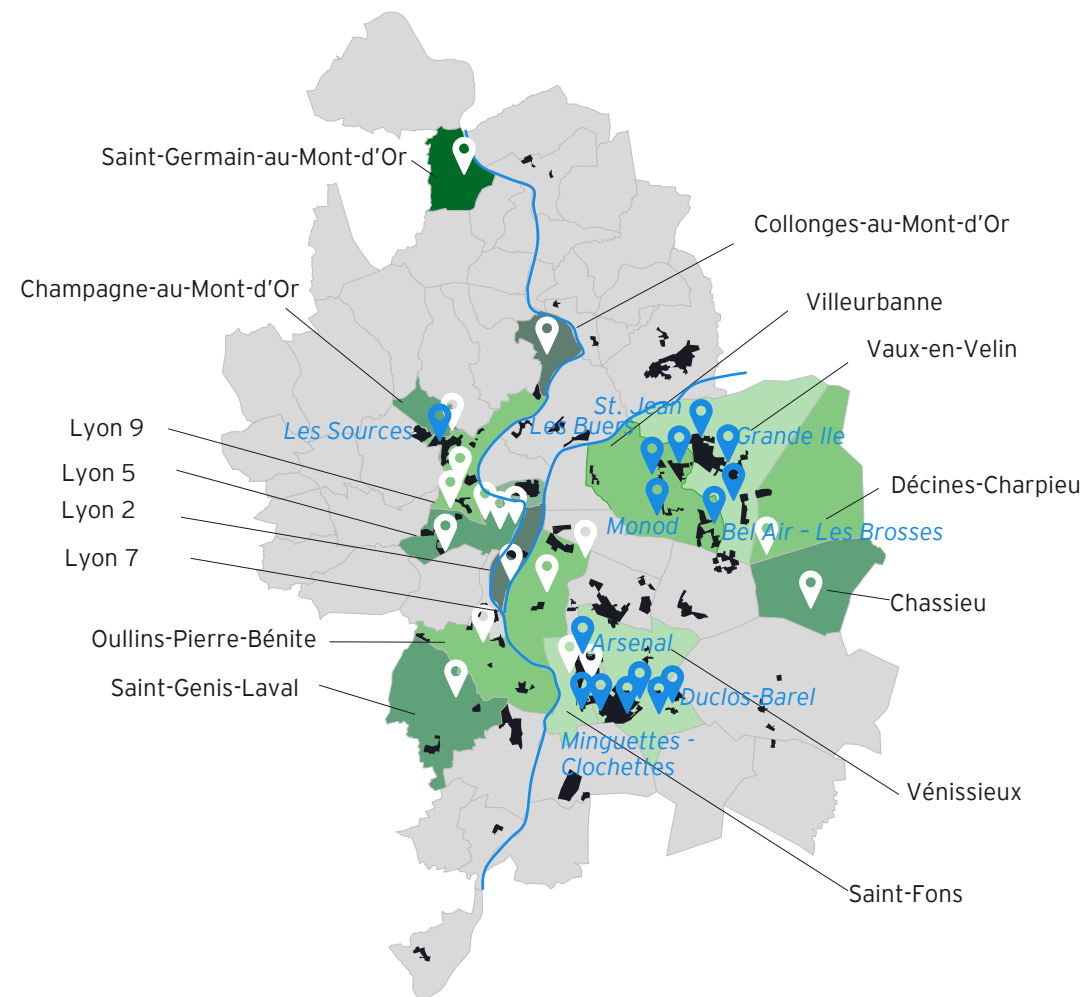 Saint-Germain-au-Mont-d'Or
Collonges-au-Mont-d'Or
Champagne-au-Mont-d'Or
Villeurbanne
Vaux-en-Velin
St. Jean
Les Buers
Les Sources
Grande Ile
Lyon 9
Lyon 5
Décines-Charpieu
Lyon 2
Monod
Bel Air - Les Brosses
Lyon 7
Chassieu
Oullins-Pierre-Bénite
Arsenal
Saint-Genis-Laval
Duclos-Barel
Minguettes -
Clochettes
Vénissieux
Saint-Fons